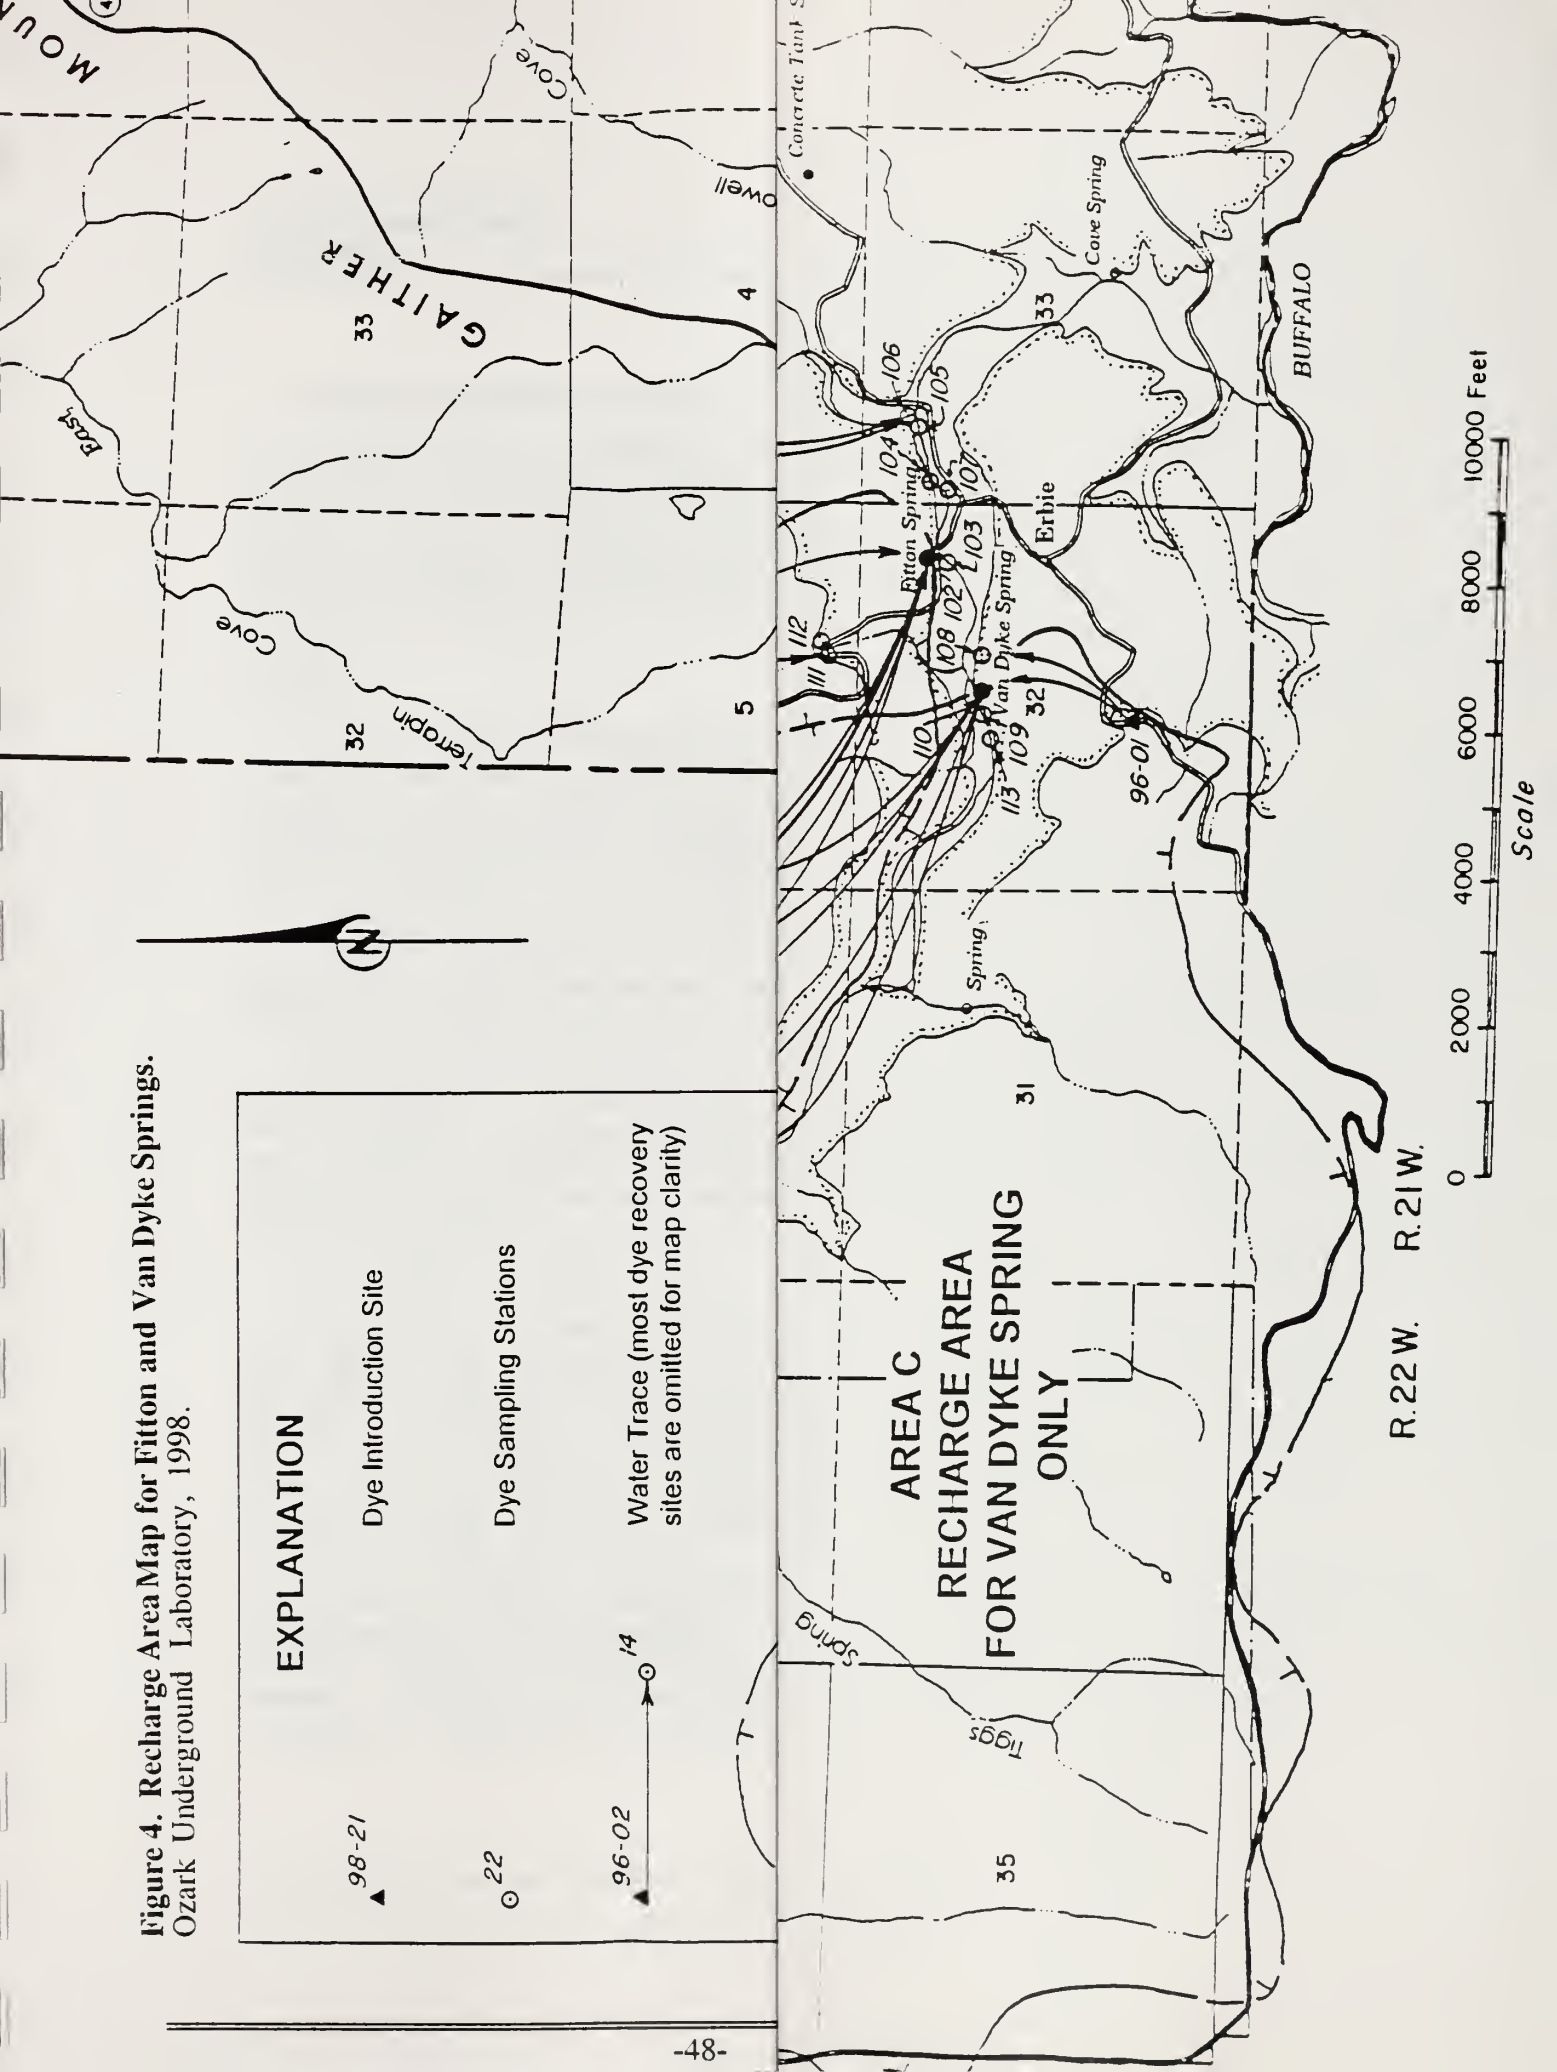 Figure 4. Recharge Area Map for Fitton and Van Dyke Springs.
Ozark Underground Laboratory, 1998.
EXPLANATION
98-21
Dye Introduction Site
22
Dye Sampling Stations
96-02
14
Water Trace (most dye recovery
sites are omitted for map clarity)
N
32
33
5
4
East
Cove
Terrapin
GAITHER
MOUN
Cove
owell
-48-
Concrete Tank S
Spring
Tiggs
35
AREA C
RECHARGE AREA
FOR VAN DYKE SPRING
ONLY
31
Spring
111
112
110
113
109
108
102
103
104
105
106
107
Fitton Spring
Van Dyke Spring
32
96-01
Erbie
33
Cove Spring
BUFFALO
R.22W.
R.21W.
0
2000
4000
6000
8000
10000 Feet
Scale